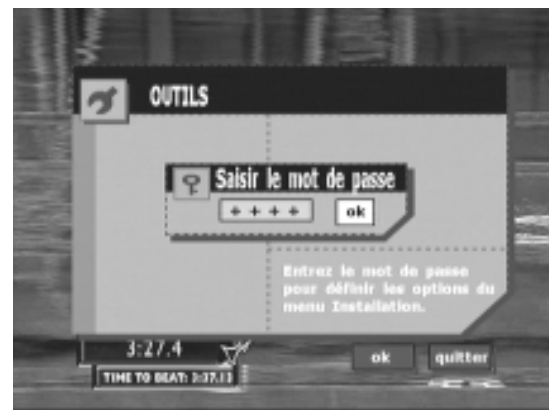 OUTILS
Saisir le mot de passe
+ + + +
ok
Entrez le mot de passe
pour définir les options du
menu Installation.
3:27.4
TIME TO BEAT: 3:37.13
ok
quitter